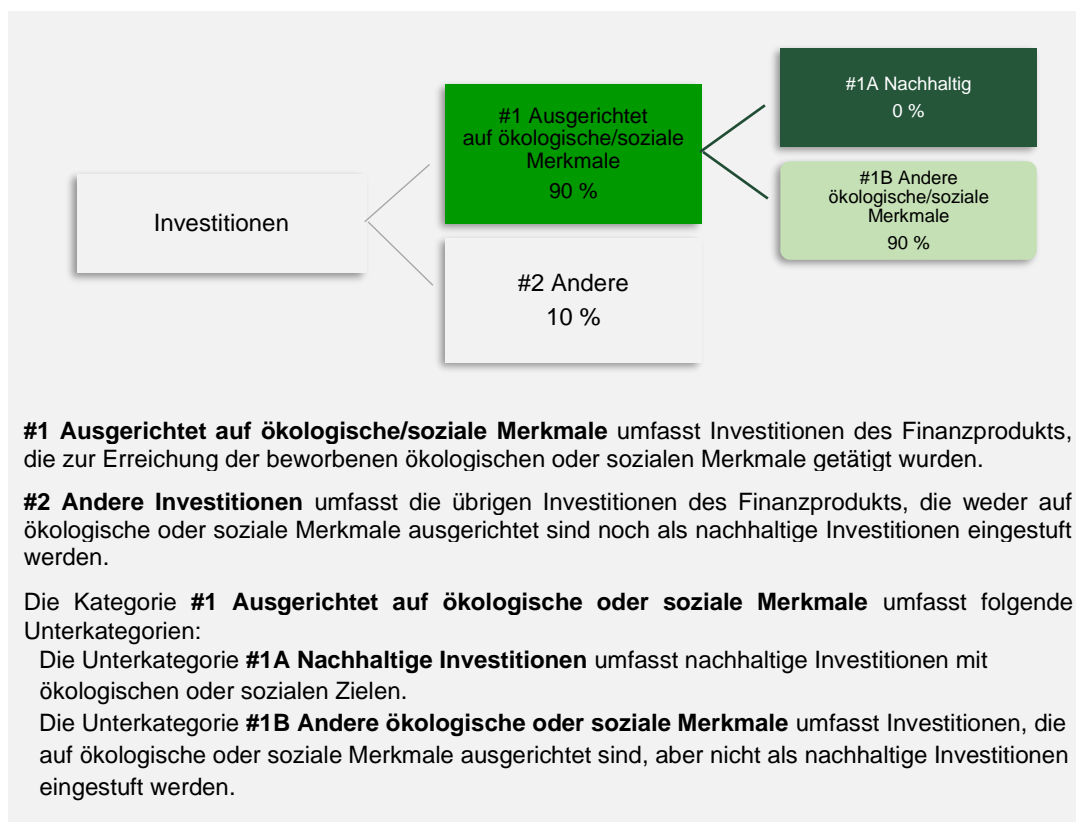 #1A Nachhaltig
0 %
#1 Ausgerichtet
auf ökologische/soziale
Merkmale
90 %
#1B Andere
ökologische/soziale
Merkmale
90 %
Investitionen
#2 Andere
10 %
#1 Ausgerichtet auf ökologische/soziale Merkmale umfasst Investitionen des Finanzprodukts,
die zur Erreichung der beworbenen ökologischen oder sozialen Merkmale getätigt wurden.
#2 Andere Investitionen umfasst die übrigen Investitionen des Finanzprodukts, die weder auf
ökologische oder soziale Merkmale ausgerichtet sind noch als nachhaltige Investitionen eingestuft
werden.
Die Kategorie #1 Ausgerichtet auf ökologische oder soziale Merkmale umfasst folgende
Unterkategorien:
Die Unterkategorie #1A Nachhaltige Investitionen umfasst nachhaltige Investitionen mit
ökologischen oder sozialen Zielen.
Die Unterkategorie #1B Andere ökologische oder soziale Merkmale umfasst Investitionen, die
auf ökologische oder soziale Merkmale ausgerichtet sind, aber nicht als nachhaltige Investitionen
eingestuft werden.